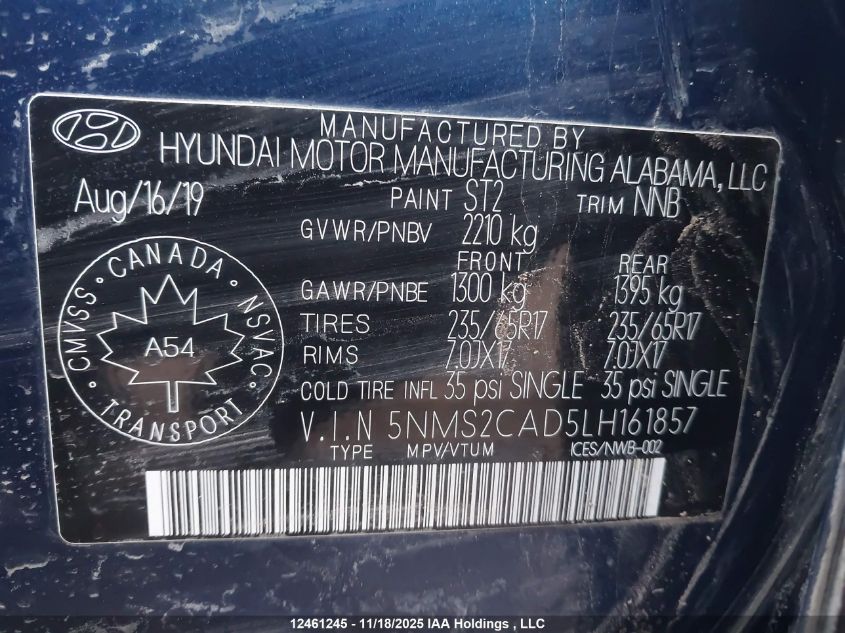 MANUFACTURED BY
HYUNDAI MOTOR MANUFACTURING ALABAMA, LLC
Aug/16/19 PAINT ST2 TRIM NNB
GVWR/PNBV 2210 kg
FRONT REAR
GAWR/PNBE 1300 kg 1395 kg
TIRES 235/65R17 235/65R17
RIMS 7.0JX17 7.0JX17
COLD TIRE INFL 35 psi SINGLE 35 psi SINGLE
V.I.N 5NMS2CAD5LH161857
TYPE MPV/VTUM ICES/NWB-002
CMVSS • CANADA • NSVAC
A54
• TRANSPORT •
12461245 - 11/18/2025 IAA Holdings , LLC